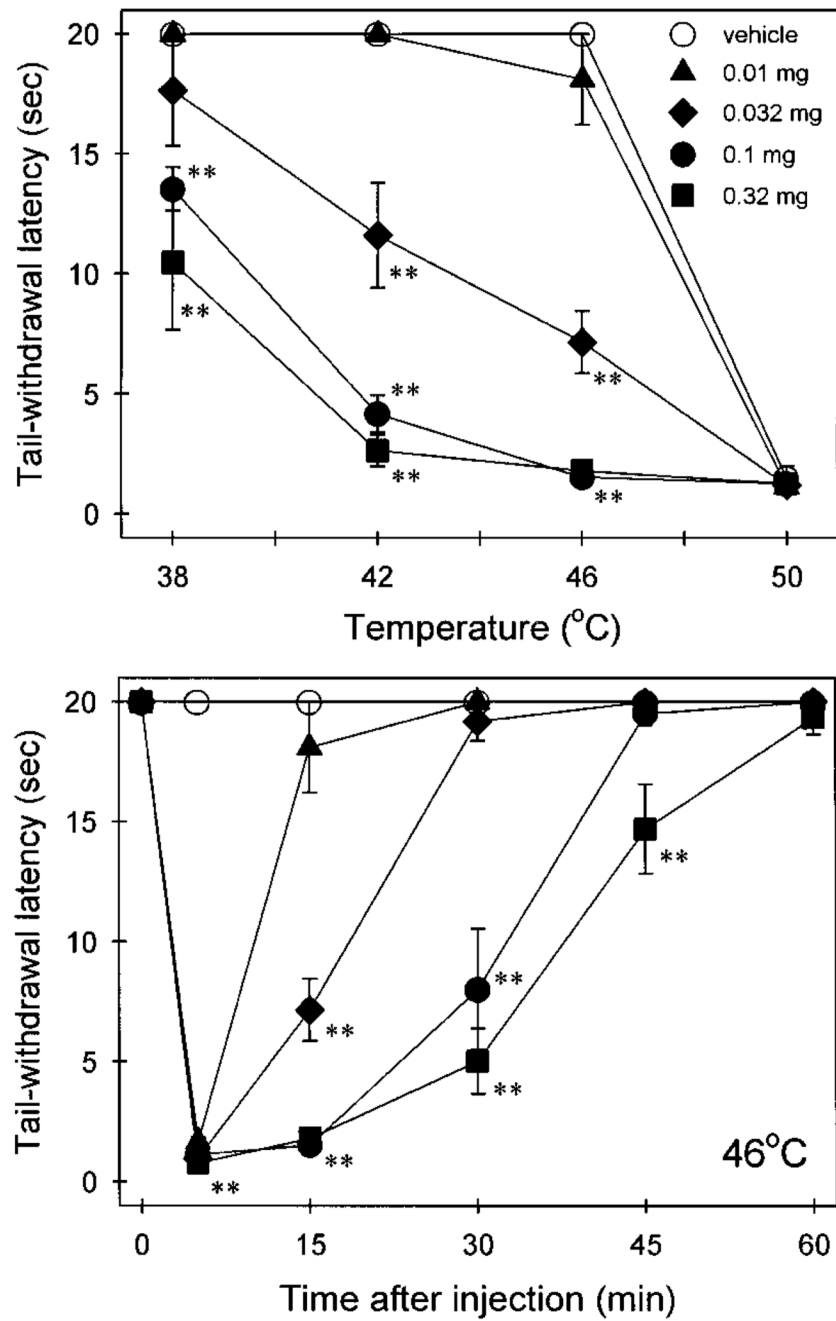 20
15
10
5
0
Tail-withdrawal latency (sec)
vehicle
0.01 mg
0.032 mg
0.1 mg
0.32 mg
**
**
**
**
**
**
**
38 42 46 50
Temperature (°C)
20
15
10
5
0
Tail-withdrawal latency (sec)
**
**
**
**
**
**
46°C
0 15 30 45 60
Time after injection (min)